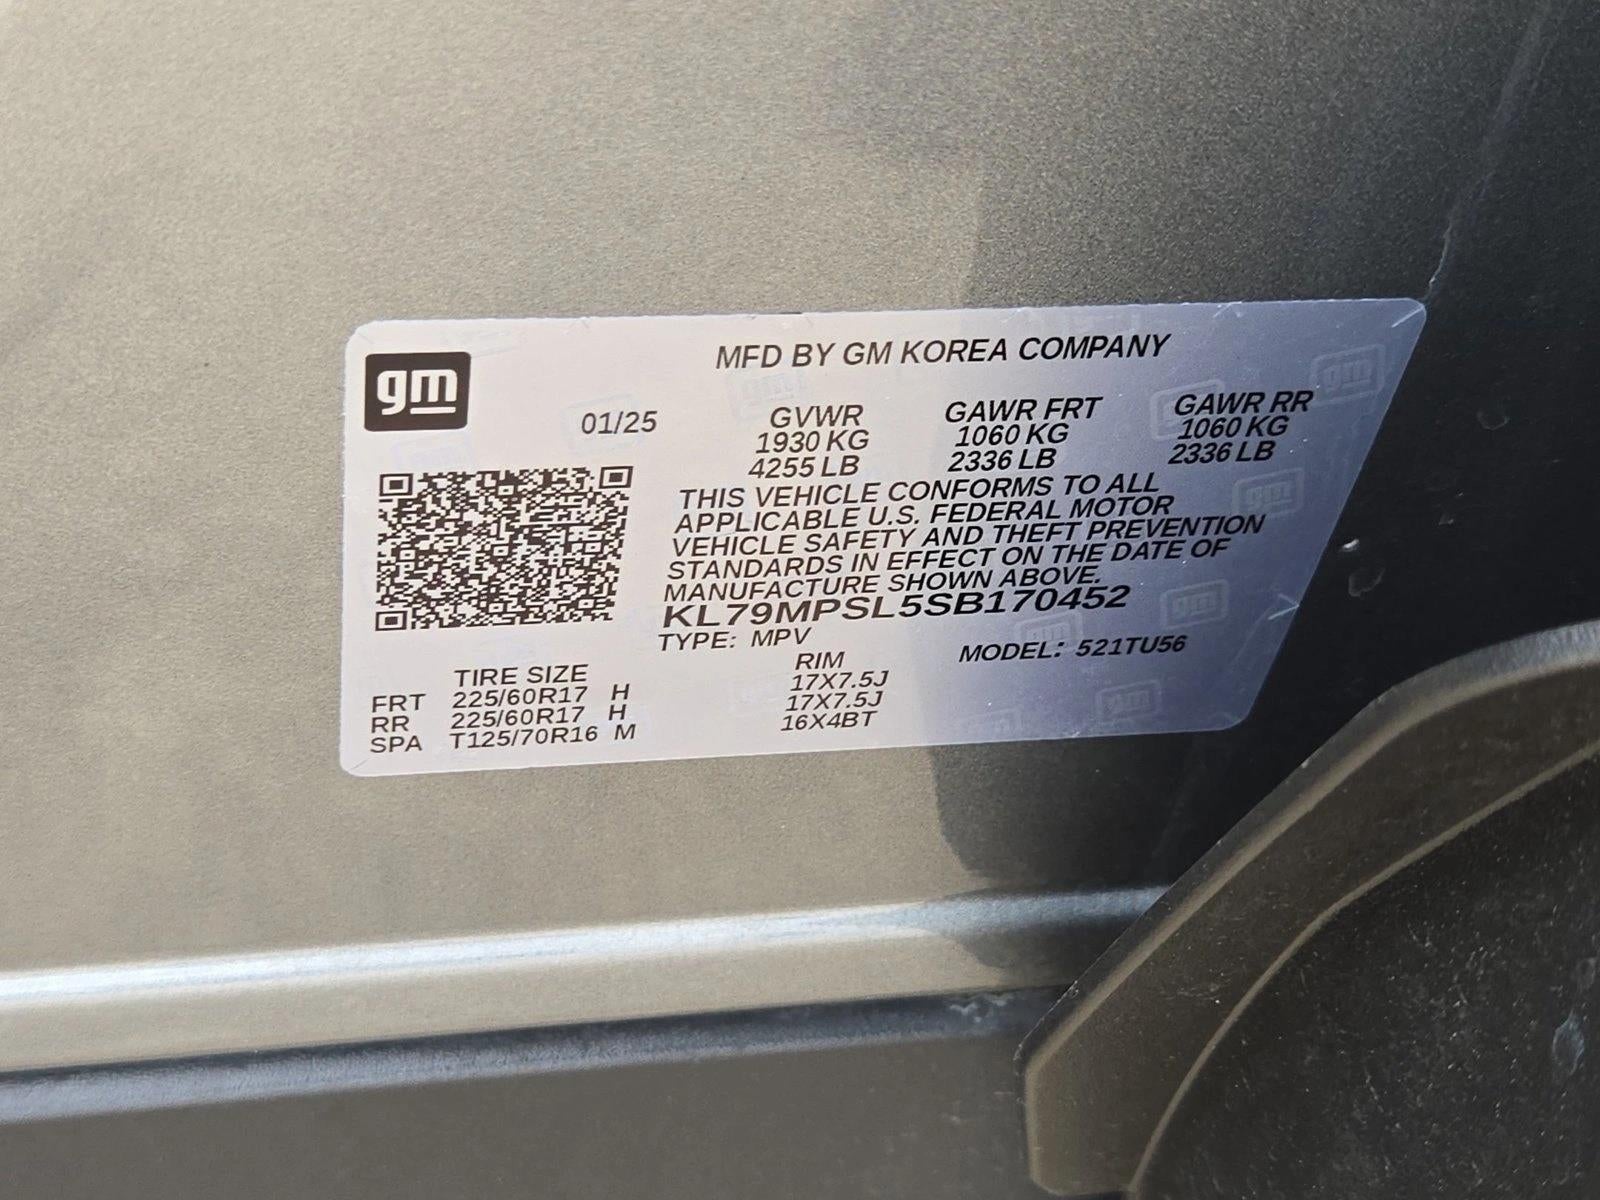 gm
MFD BY GM KOREA COMPANY
01/25 GVWR GAWR FRT GAWR RR
1930 KG 1060 KG 1060 KG
4255 LB 2336 LB 2336 LB
THIS VEHICLE CONFORMS TO ALL
APPLICABLE U.S. FEDERAL MOTOR
VEHICLE SAFETY AND THEFT PREVENTION
STANDARDS IN EFFECT ON THE DATE OF
MANUFACTURE SHOWN ABOVE.
KL79MPSL5SB170452
TYPE: MPV MODEL: 521TU56
TIRE SIZE RIM
FRT 225/60R17 H 17X7.5J
RR 225/60R17 H 17X7.5J
SPA T125/70R16 M 16X4BT